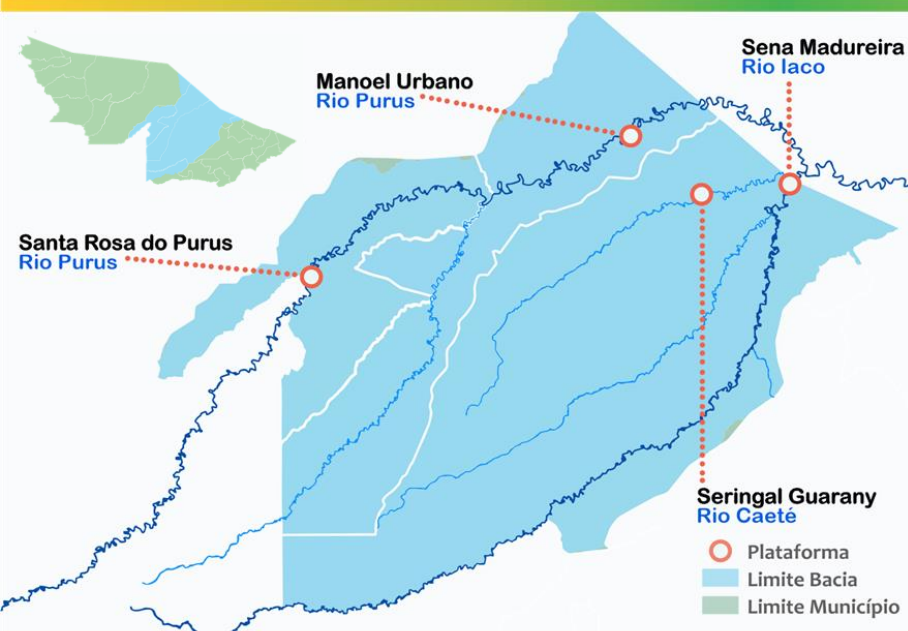 Sena Madureira
Rio Iaco
Manoel Urbano
Rio Purus
Santa Rosa do Purus
Rio Purus
Seringal Guarany
Rio Caeté
Plataforma
Limite Bacia
Limite Município